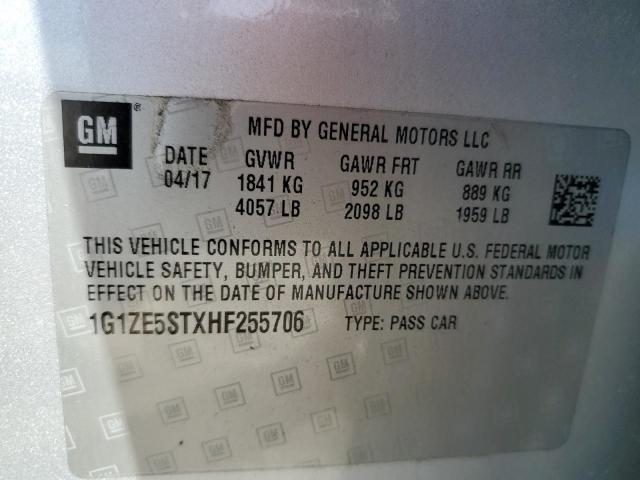 GM®
MFD BY GENERAL MOTORS LLC
DATE GVWR GAWR FRT GAWR RR
04/17 1841 KG 952 KG 889 KG
4057 LB 2098 LB 1959 LB
THIS VEHICLE CONFORMS TO ALL APPLICABLE U.S. FEDERAL MOTOR
VEHICLE SAFETY, BUMPER, AND THEFT PREVENTION STANDARDS IN
EFFECT ON THE DATE OF MANUFACTURE SHOWN ABOVE.
1G1ZE5STXHF255706 TYPE: PASS CAR